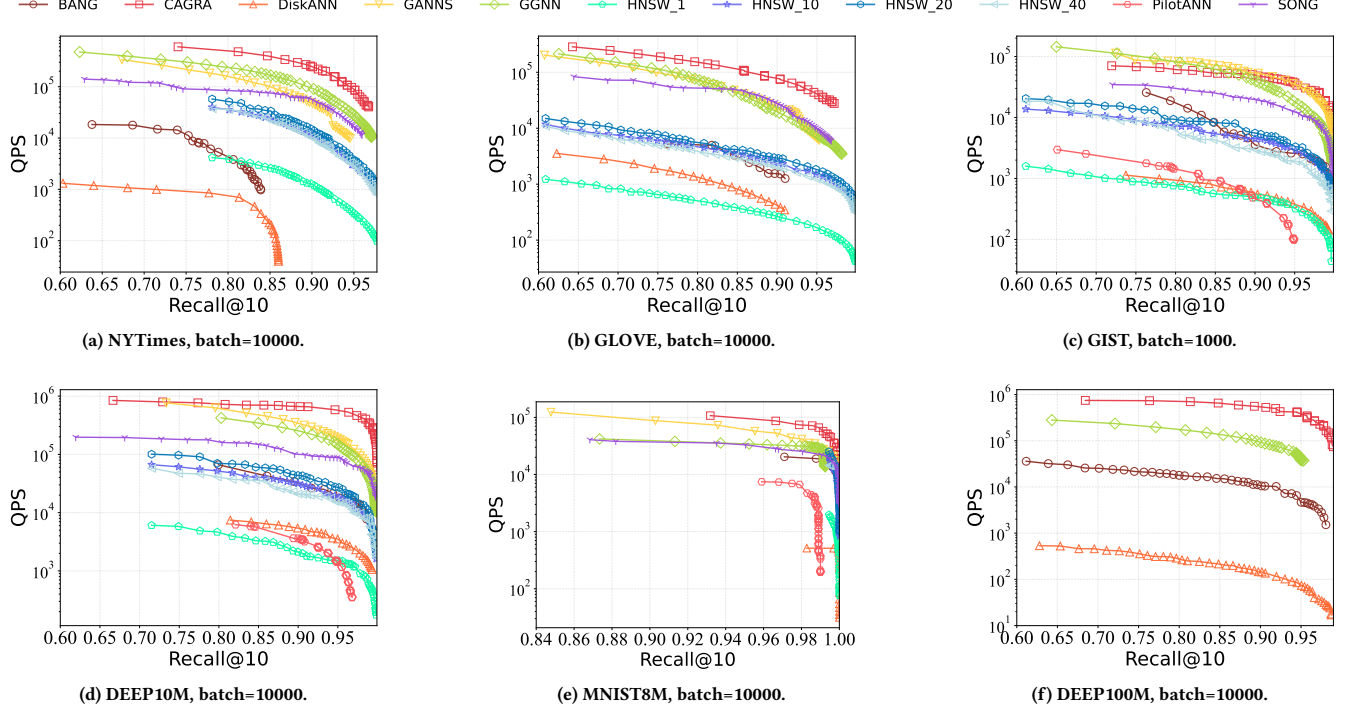 BANG CAGRA DiskANN GANNS GGNN HNSW_1 HNSW_10 HNSW_20 HNSW_40 PilotANN SONG
QPS
10^5
10^4
10^3
10^2
0.60 0.65 0.70 0.75 0.80 0.85 0.90 0.95
Recall@10
(a) NYTimes, batch=10000.
QPS
10^5
10^4
10^3
10^2
0.60 0.65 0.70 0.75 0.80 0.85 0.90 0.95
Recall@10
(b) GLOVE, batch=10000.
QPS
10^5
10^4
10^3
10^2
0.60 0.65 0.70 0.75 0.80 0.85 0.90 0.95
Recall@10
(c) GIST, batch=1000.
QPS
10^6
10^5
10^4
10^3
0.60 0.65 0.70 0.75 0.80 0.85 0.90 0.95
Recall@10
(d) DEEP10M, batch=10000.
QPS
10^5
10^4
10^3
10^2
0.84 0.86 0.88 0.90 0.92 0.94 0.96 0.98 1.00
Recall@10
(e) MNIST8M, batch=10000.
QPS
10^6
10^5
10^4
10^3
10^2
10^1
0.60 0.65 0.70 0.75 0.80 0.85 0.90 0.95
Recall@10
(f) DEEP100M, batch=10000.